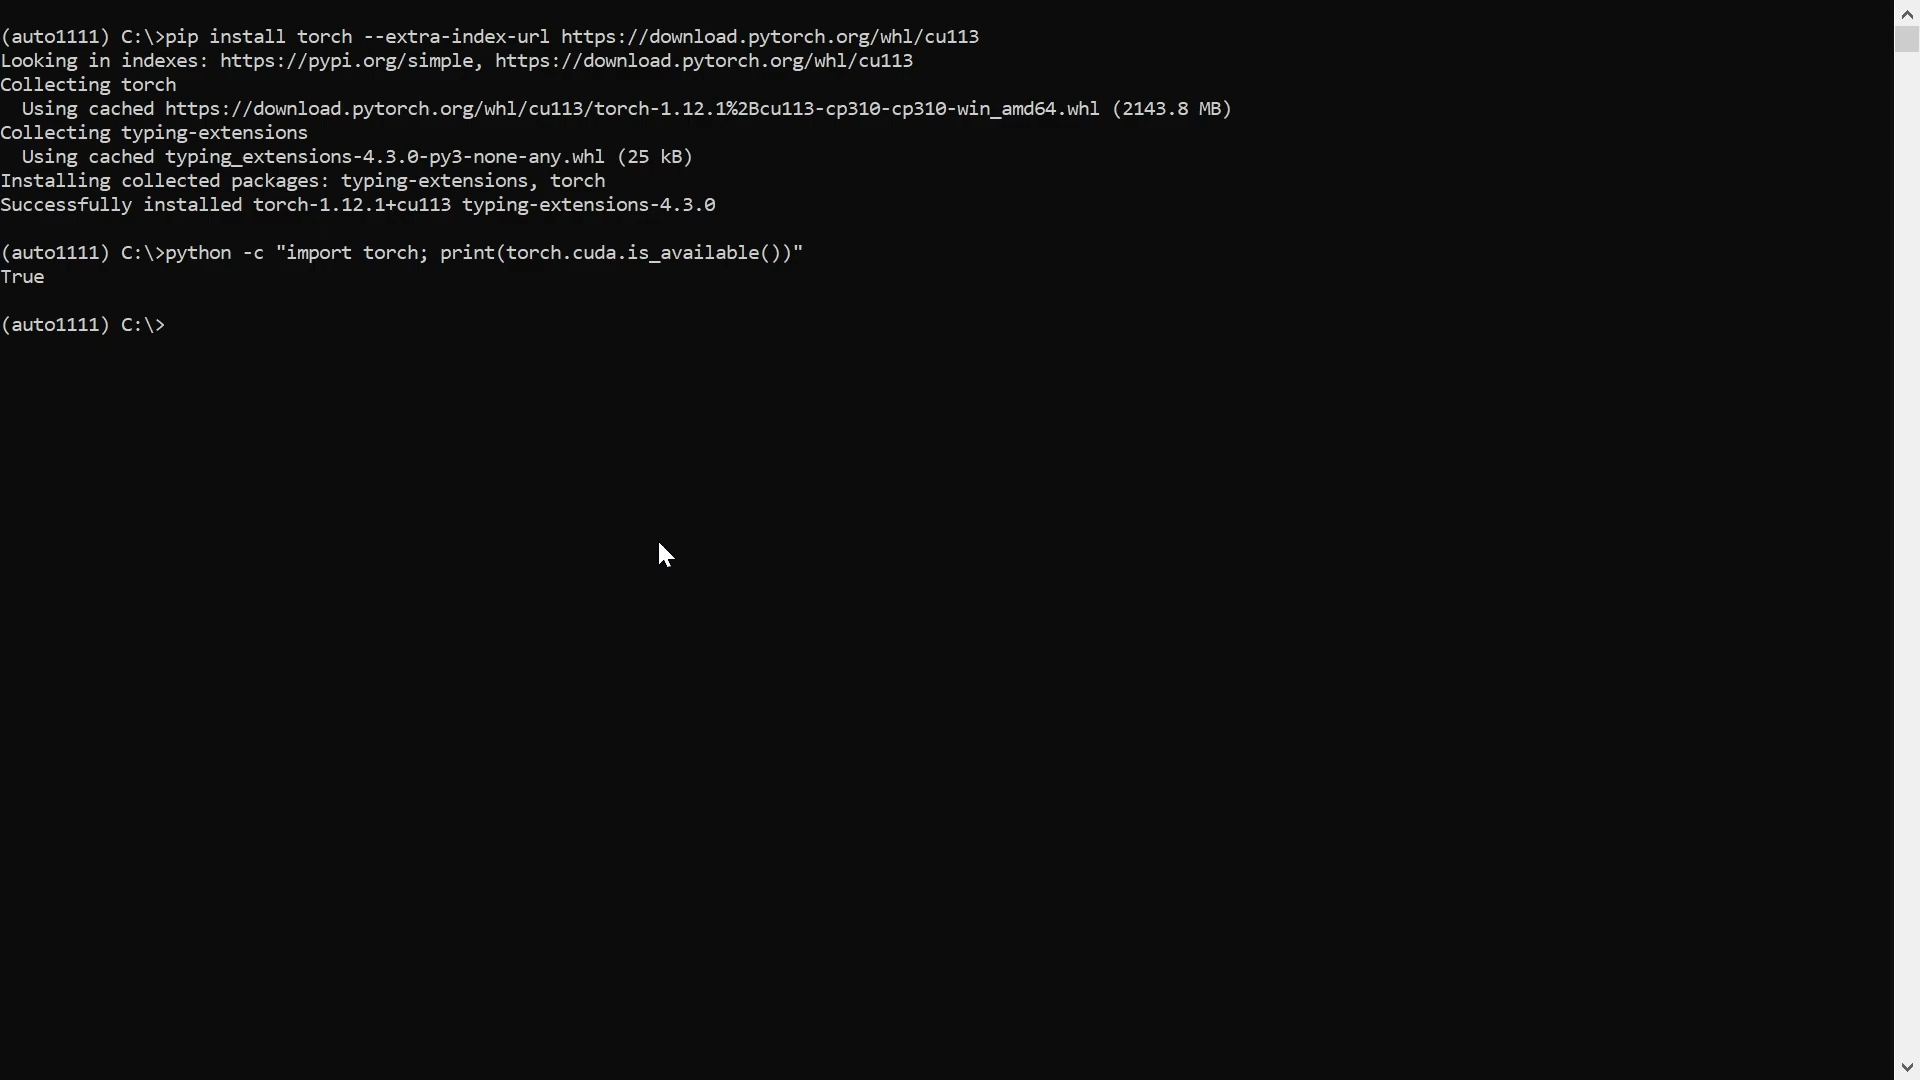 (auto1111) C:\>pip install torch --extra-index-url https://download.pytorch.org/whl/cu113
Looking in indexes: https://pypi.org/simple, https://download.pytorch.org/whl/cu113
Collecting torch
  Using cached https://download.pytorch.org/whl/cu113/torch-1.12.1%2Bcu113-cp310-cp310-win_amd64.whl (2143.8 MB)
Collecting typing-extensions
  Using cached typing_extensions-4.3.0-py3-none-any.whl (25 kB)
Installing collected packages: typing-extensions, torch
Successfully installed torch-1.12.1+cu113 typing-extensions-4.3.0
(auto1111) C:\>python -c "import torch; print(torch.cuda.is_available())"
True
(auto1111) C:\>